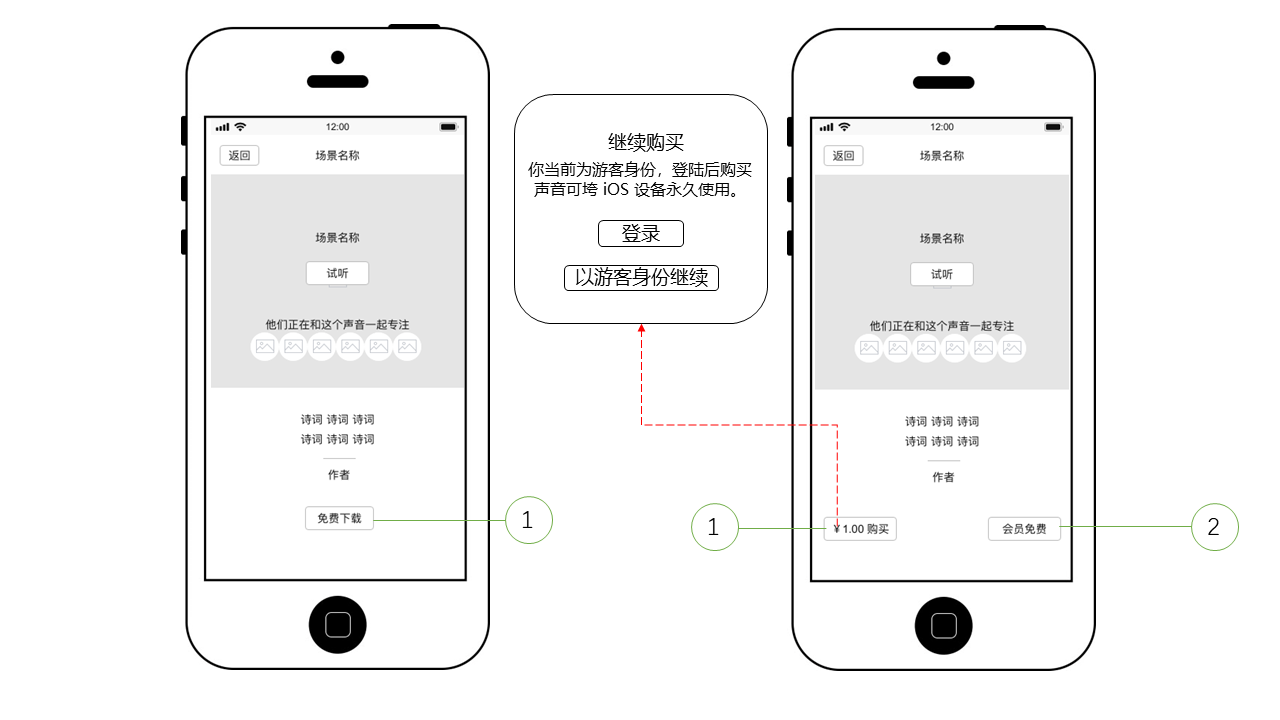 12:00
返回
场景名称
场景名称
试听
他们正在和这个声音一起专注
诗词 诗词 诗词
诗词 诗词 诗词
作者
免费下载
1
继续购买
你当前为游客身份，登陆后购买
声音可垮 iOS 设备永久使用。
登录
以游客身份继续
12:00
返回
场景名称
场景名称
试听
他们正在和这个声音一起专注
诗词 诗词 诗词
诗词 诗词 诗词
作者
1
¥ 1.00 购买
会员免费
2